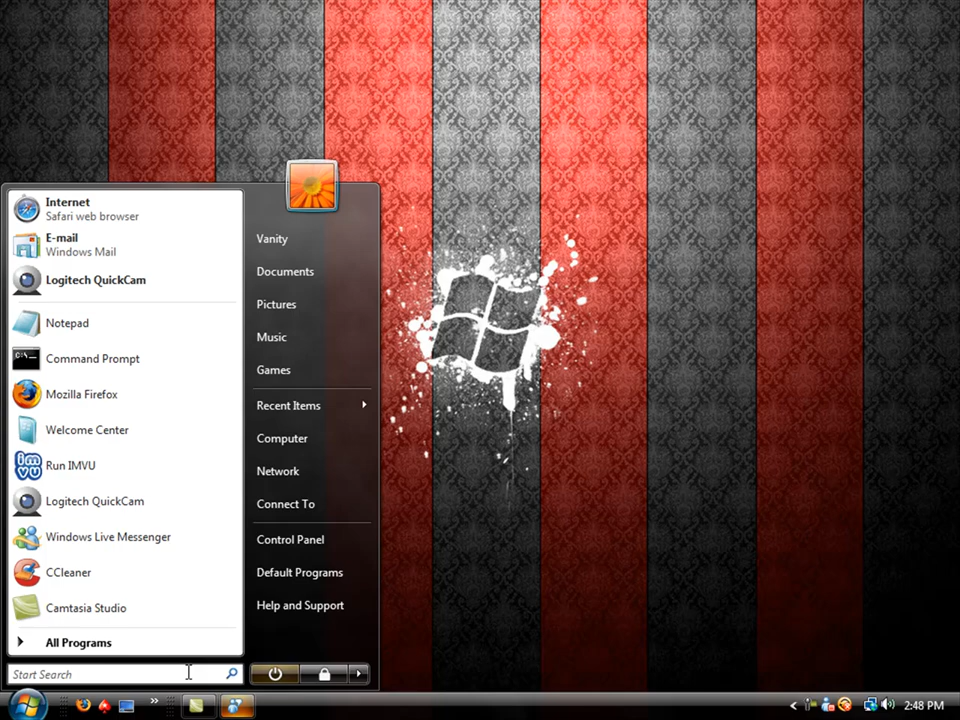 Internet
Safari web browser
E-mail
Windows Mail
Logitech QuickCam
Notepad
Command Prompt
Mozilla Firefox
Welcome Center
Run IMVU
Logitech QuickCam
Windows Live Messenger
CCleaner
Camtasia Studio
All Programs
Start Search
Vanity
Documents
Pictures
Music
Games
Recent Items
Computer
Network
Connect To
Control Panel
Default Programs
Help and Support
2:48 PM